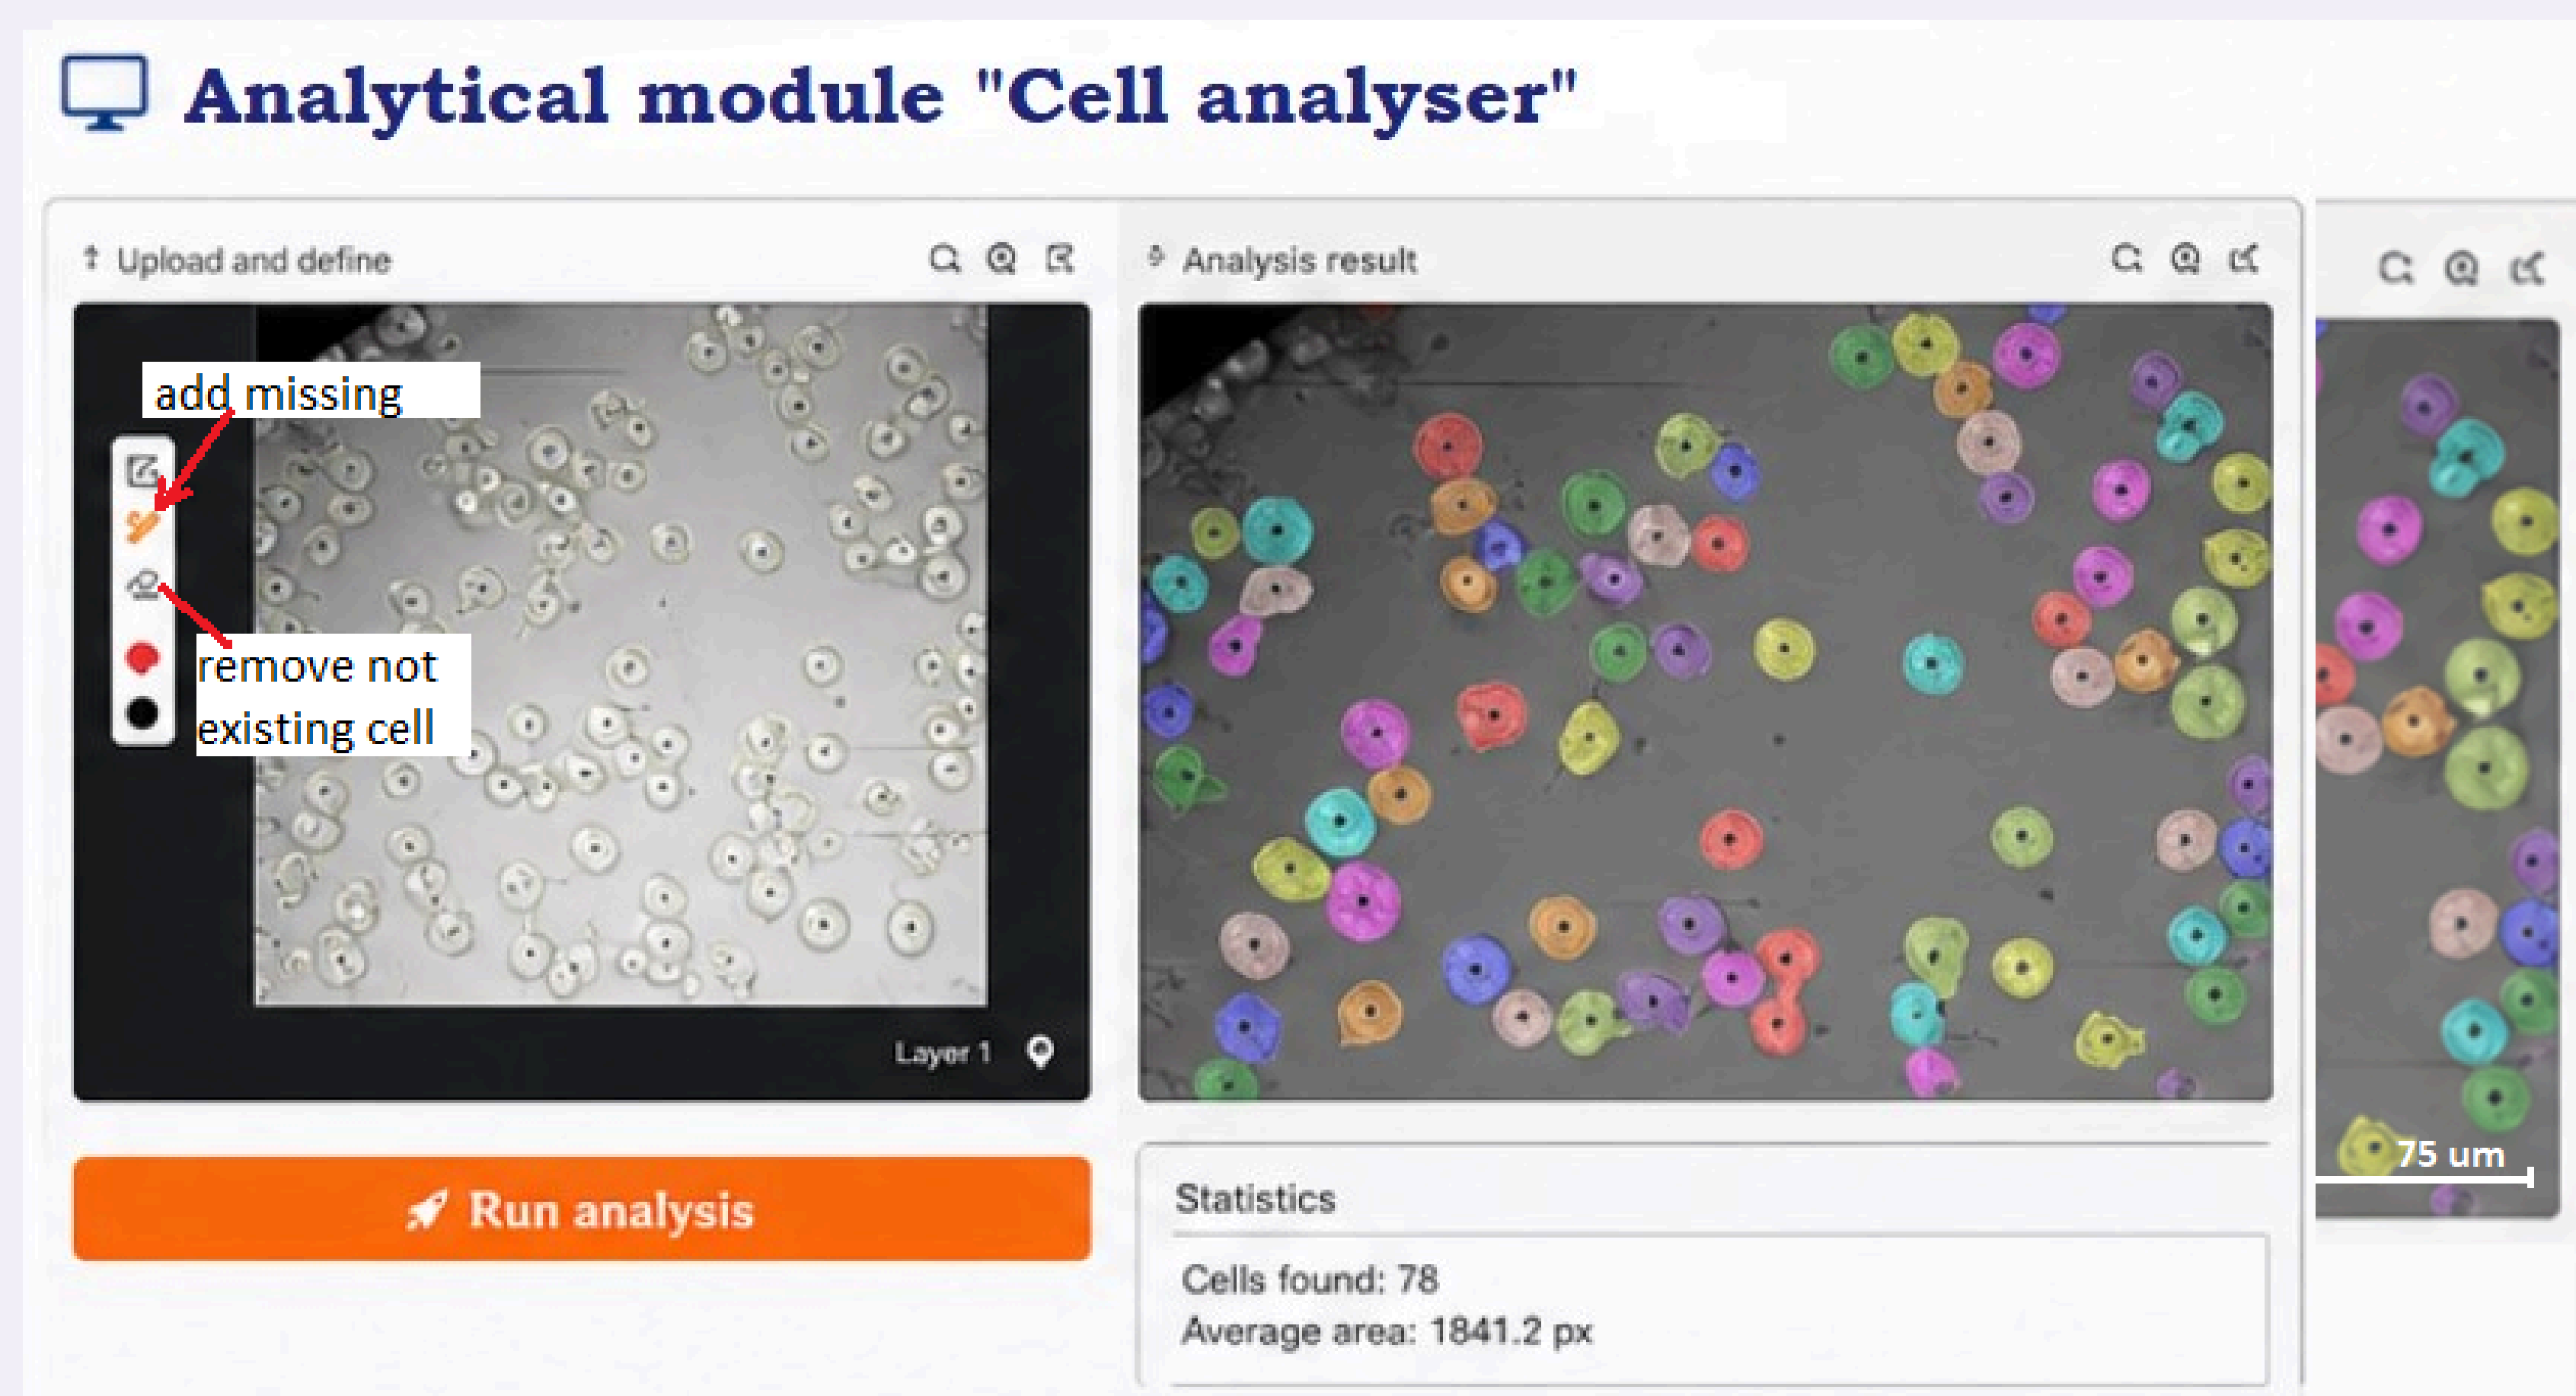 Analytical module "Cell analyser"
Upload and define
Analysis result
add missing
remove not
existing cell
Layer 1
75 um
Run analysis
Statistics
Cells found: 78
Average area: 1841.2 px